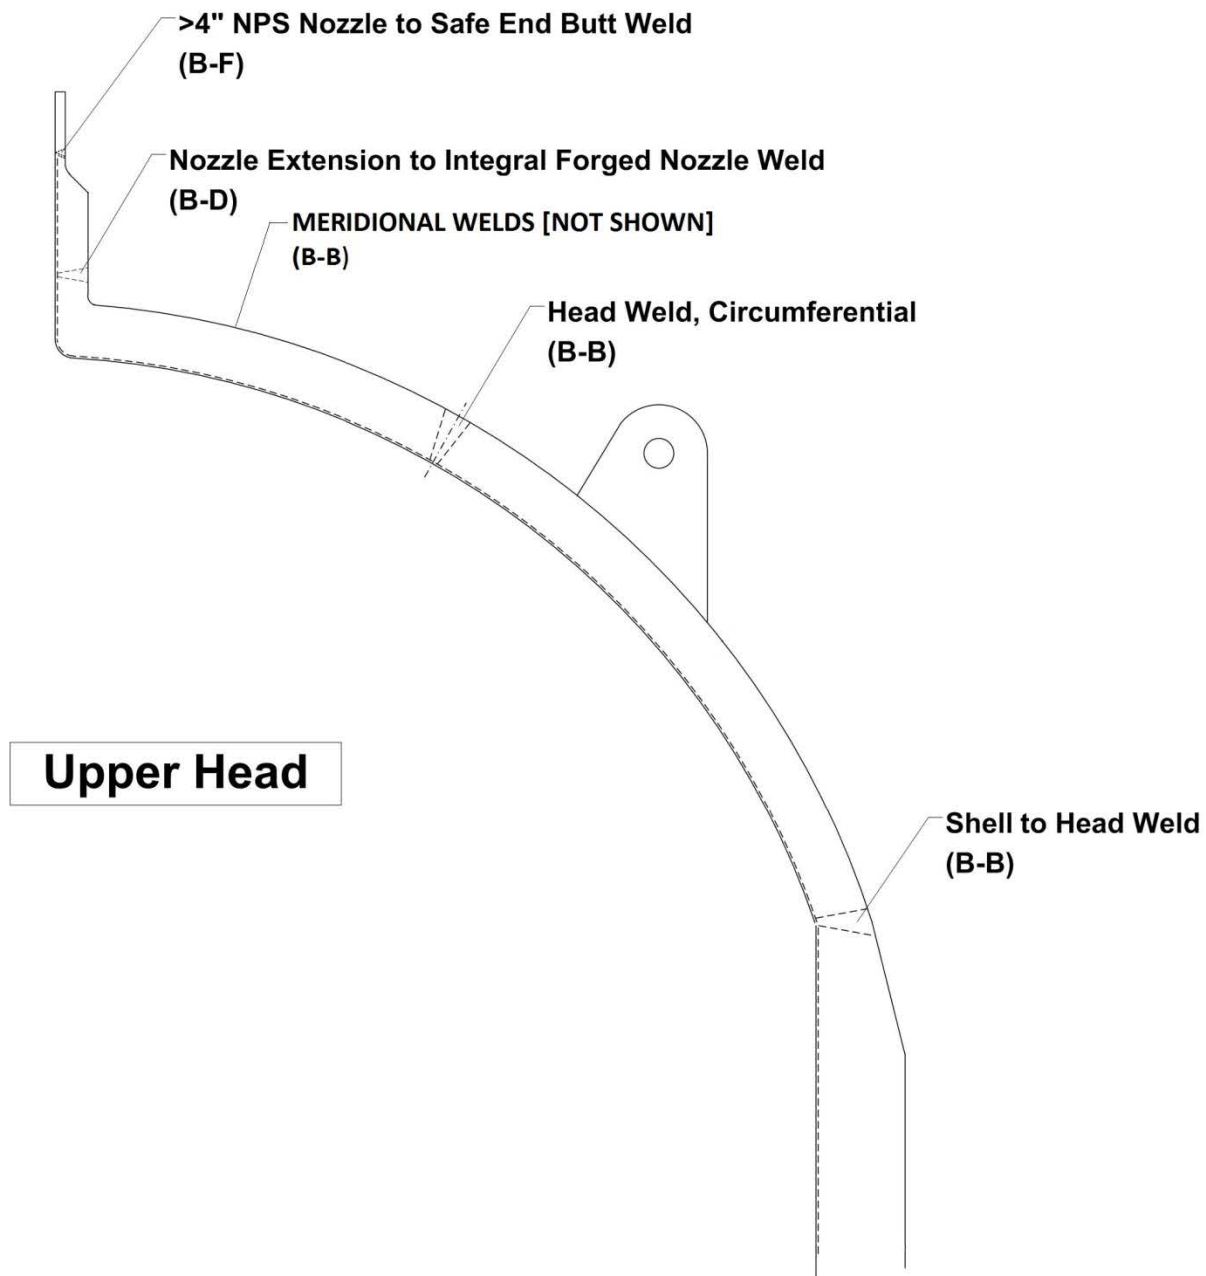 >4" NPS Nozzle to Safe End Butt Weld
(B-F)
Nozzle Extension to Integral Forged Nozzle Weld
(B-D)
MERIDIONAL WELDS [NOT SHOWN]
(B-B)
Head Weld, Circumferential
(B-B)
Upper Head
Shell to Head Weld
(B-B)